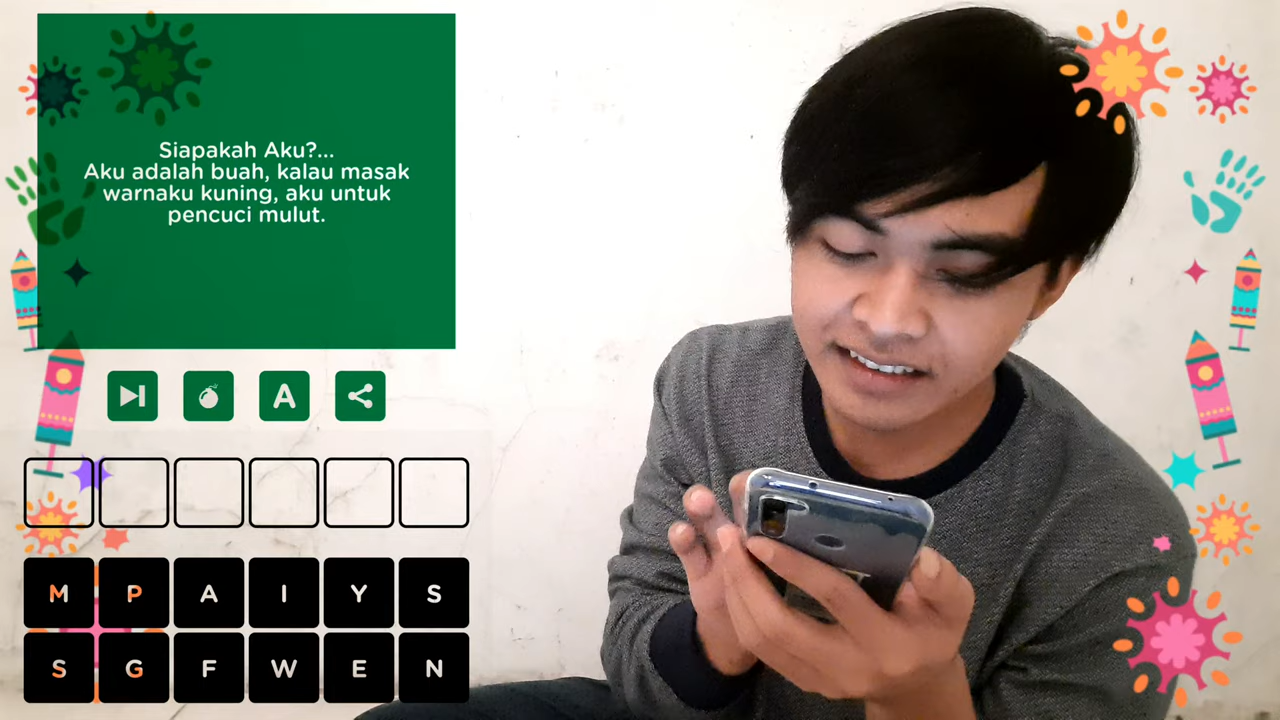 Siapakah Aku?...
Aku adalah buah, kalau masak
warnaku kuning, aku untuk
pencuci mulut.
A
M P A I Y S
S G F W E N